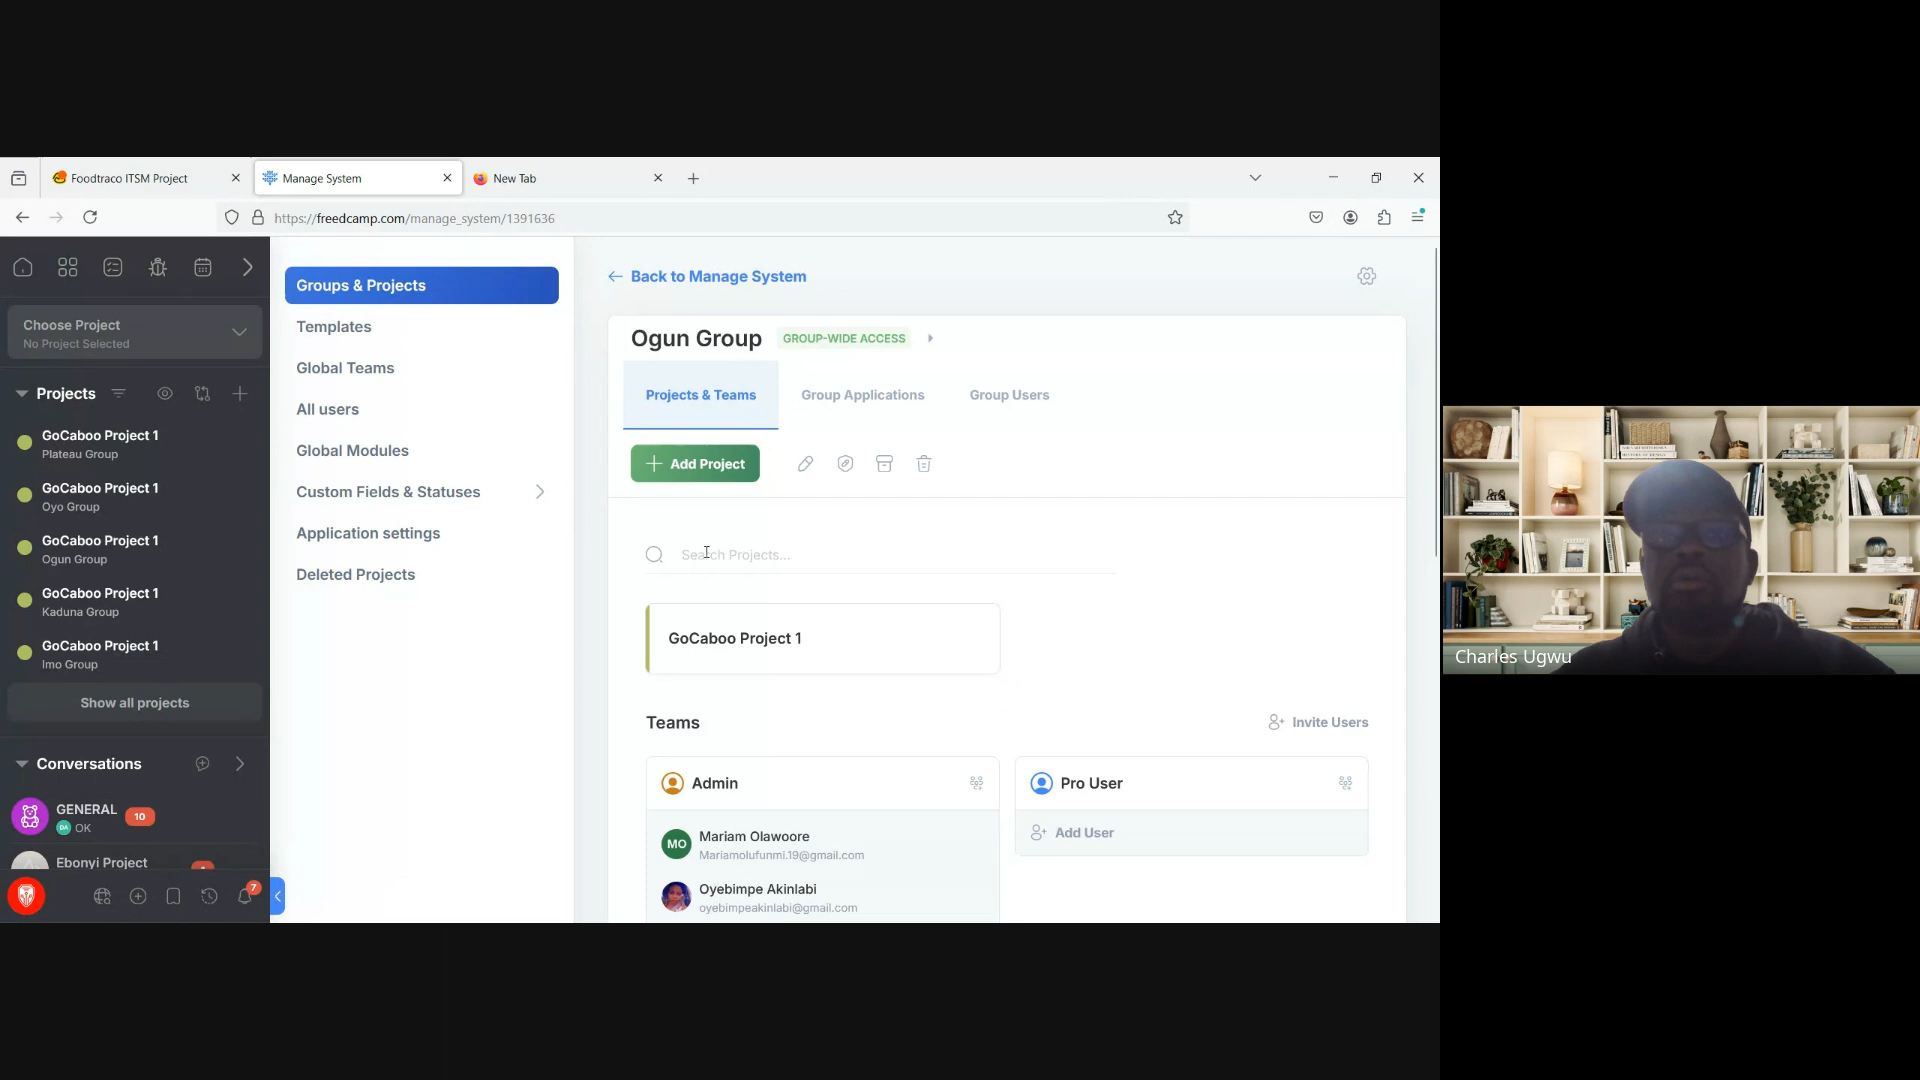 Foodtraco ITSM Project
Manage System
New Tab
https://freedcamp.com/manage_system/1391636
Choose Project
No Project Selected
Projects
GoCaboo Project 1
Plateau Group
GoCaboo Project 1
Oyo Group
GoCaboo Project 1
Ogun Group
GoCaboo Project 1
Kaduna Group
GoCaboo Project 1
Imo Group
Show all projects
Conversations
GENERAL
10
DA OK
Ebonyi Project
7
Groups & Projects
Templates
Global Teams
All users
Global Modules
Custom Fields & Statuses
Application settings
Deleted Projects
Back to Manage System
Ogun Group GROUP-WIDE ACCESS
Projects & Teams Group Applications Group Users
Add Project
Search Projects...
GoCaboo Project 1
Teams
Invite Users
Admin
MO
Mariam Olawoore
Mariamolufunmi.19@gmail.com
Oyebimpe Akinlabi
oyebimpeakinlabi@gmail.com
Pro User
Add User
Charles Ugwu